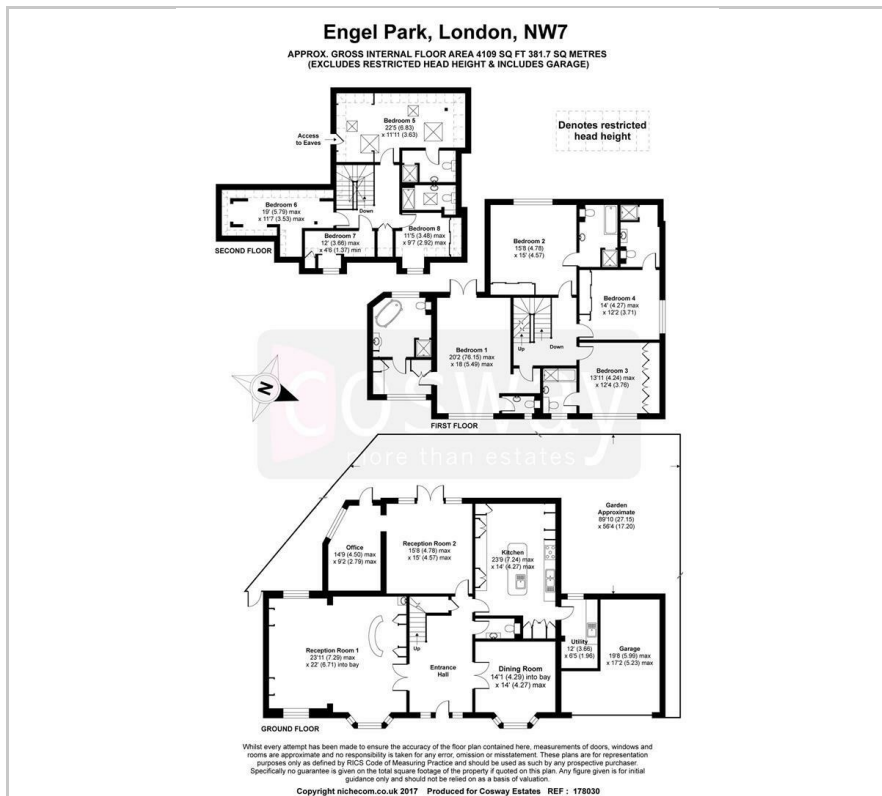 Engel Park, London, NW7
APPROX. GROSS INTERNAL FLOOR AREA 4109 SQ FT 381.7 SQ METRES
(EXCLUDES RESTRICTED HEAD HEIGHT & INCLUDES GARAGE)
Bedroom 5
22'5 (6.83)
x 11'11 (3.63)
Access
to Eaves
Denotes restricted
head height
Bedroom 6
19' (5.79) max
x 11'7 (3.53) max
Down
Bedroom 7
12' (3.66) max
x 4'6 (1.37) min
Bedroom 8
11'5 (3.48) max
x 9'7 (2.92) max
SECOND FLOOR
Bedroom 2
15'8 (4.78) max
x 15' (4.57)
Bedroom 4
14' (4.27) max
x 12'2 (3.71)
Bedroom 1
20'2 (76.15) max
x 18 (5.49) max
Up
Down
Bedroom 3
13'11 (4.24) max
x 12'4 (3.76)
N
FIRST FLOOR
cosway
more than estates
Garden
Approximate
89'10 (27.15)
x 56'4 (17.20)
Office
14'9 (4.50) max
x 9'2 (2.79) max
Reception Room 2
15'8 (4.78) max
x 15' (4.57) max
Kitchen
23'9 (7.24) max
x 14' (4.27) max
Reception Room 1
23'11 (7.29) max
x 22' (6.71) into bay
Up
Entrance
Hall
Dining Room
14'1 (4.29) into bay
x 14' (4.27) max
Utility
12' (3.66)
x 6'5 (1.96)
Garage
19'8 (5.99) max
x 17'2 (5.23) max
GROUND FLOOR
Whilst every attempt has been made to ensure the accuracy of the floor plan contained here, measurements of doors, windows and
rooms are approximate and no responsibility is taken for any error, omission or misstatement. These plans are for representation
purposes only as defined by RICS Code of Measuring Practice and should be used as such by any prospective purchaser.
Specifically no guarantee is given on the total square footage of the property if quoted on this plan. Any figure given is for initial
guidance only and should not be relied on as a basis of valuation.
Copyright nichecom.co.uk 2017 Produced for Cosway Estates REF : 178030